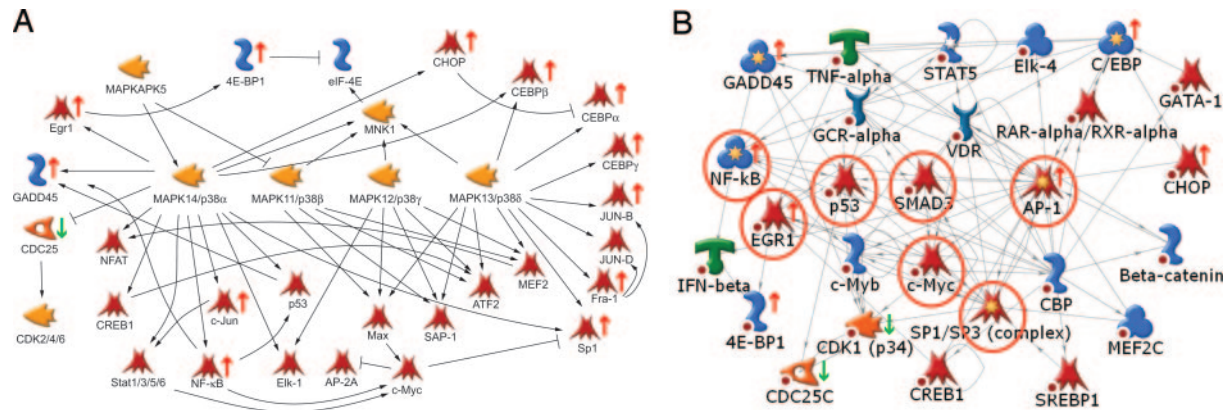 A
MAPKAPK5
4E-BP1
eIF-4E
CHOP
CEBPβ
Egr1
MNK1
CEBPα
GADD45
CEBPγ
MAPK14/p38α
MAPK11/p38β
MAPK12/p38γ
MAPK13/p38δ
JUN-B
CDC25
NFAT
JUN-D
MEF2
CREB1
c-Jun
p53
ATF2
Fra-1
CDK2/4/6
Max
SAP-1
Sp1
Stat1/3/5/6
NF-κB
Elk-1
AP-2A
c-Myc
B
GADD45
TNF-alpha
STAT5
Elk-4
C/EBP
GATA-1
GCR-alpha
VDR
RAR-alpha/RXR-alpha
NF-kB
p53
SMAD3
AP-1
CHOP
EGR1
IFN-beta
c-Myb
c-Myc
CBP
Beta-catenin
4E-BP1
CDK1 (p34)
SP1/SP3 (complex)
MEF2C
CDC25C
CREB1
SREBP1